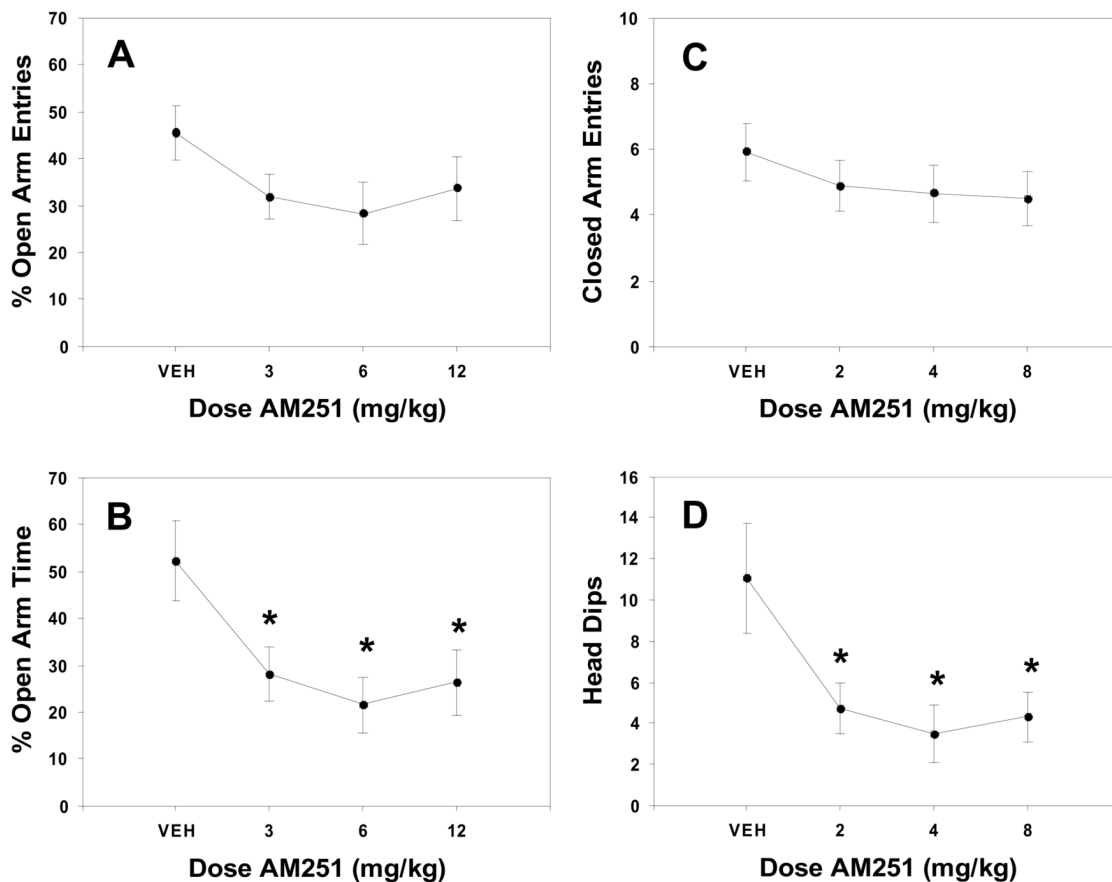 A
% Open Arm Entries
70
60
50
40
30
20
10
0
VEH 3 6 12
Dose AM251 (mg/kg)
C
Closed Arm Entries
10
8
6
4
2
0
VEH 2 4 8
Dose AM251 (mg/kg)
B
% Open Arm Time
70
60
50
40
30
20
10
0
* * *
VEH 3 6 12
Dose AM251 (mg/kg)
D
Head Dips
16
14
12
10
8
6
4
2
0
* * *
VEH 2 4 8
Dose AM251 (mg/kg)